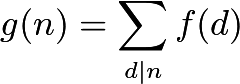 g(n) = ∑_{d|n} f(d)